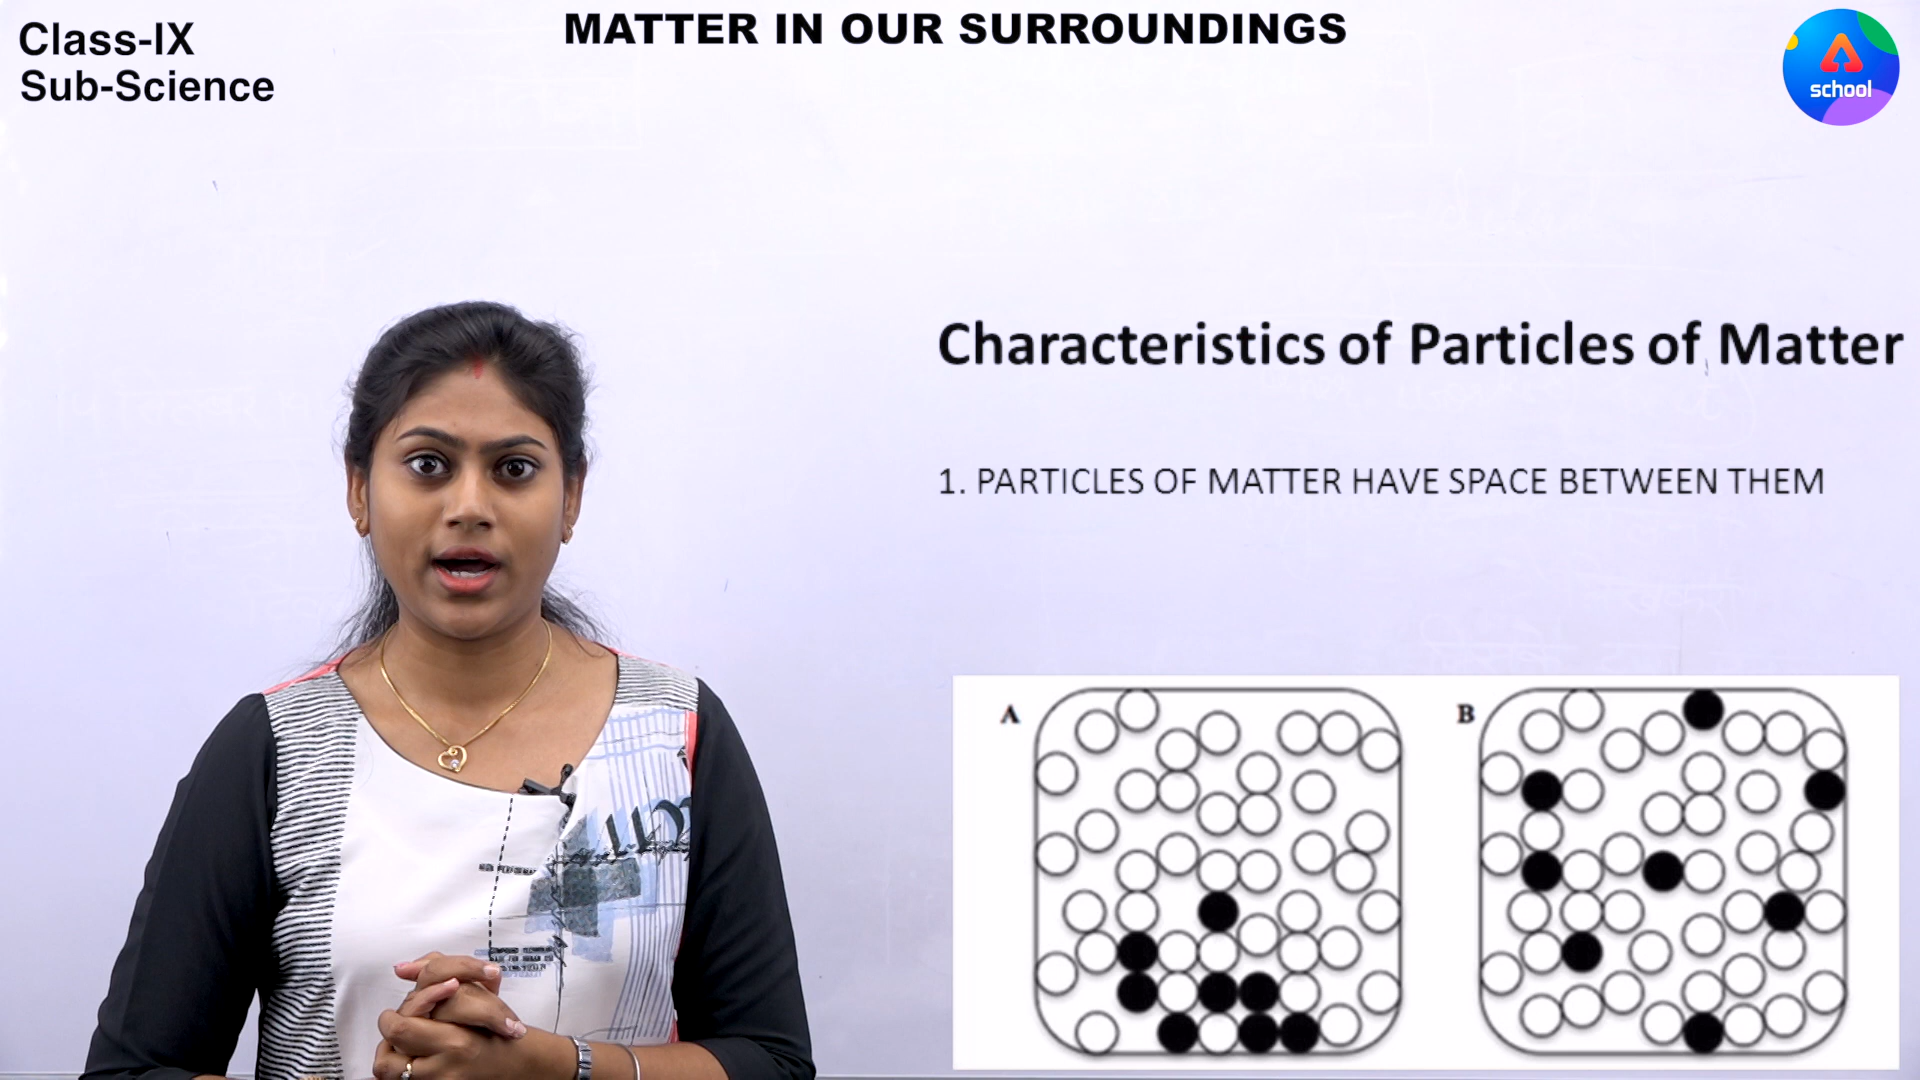 Class-IX
Sub-Science
MATTER IN OUR SURROUNDINGS
school
Characteristics of Particles of Matter
1. PARTICLES OF MATTER HAVE SPACE BETWEEN THEM
A
B